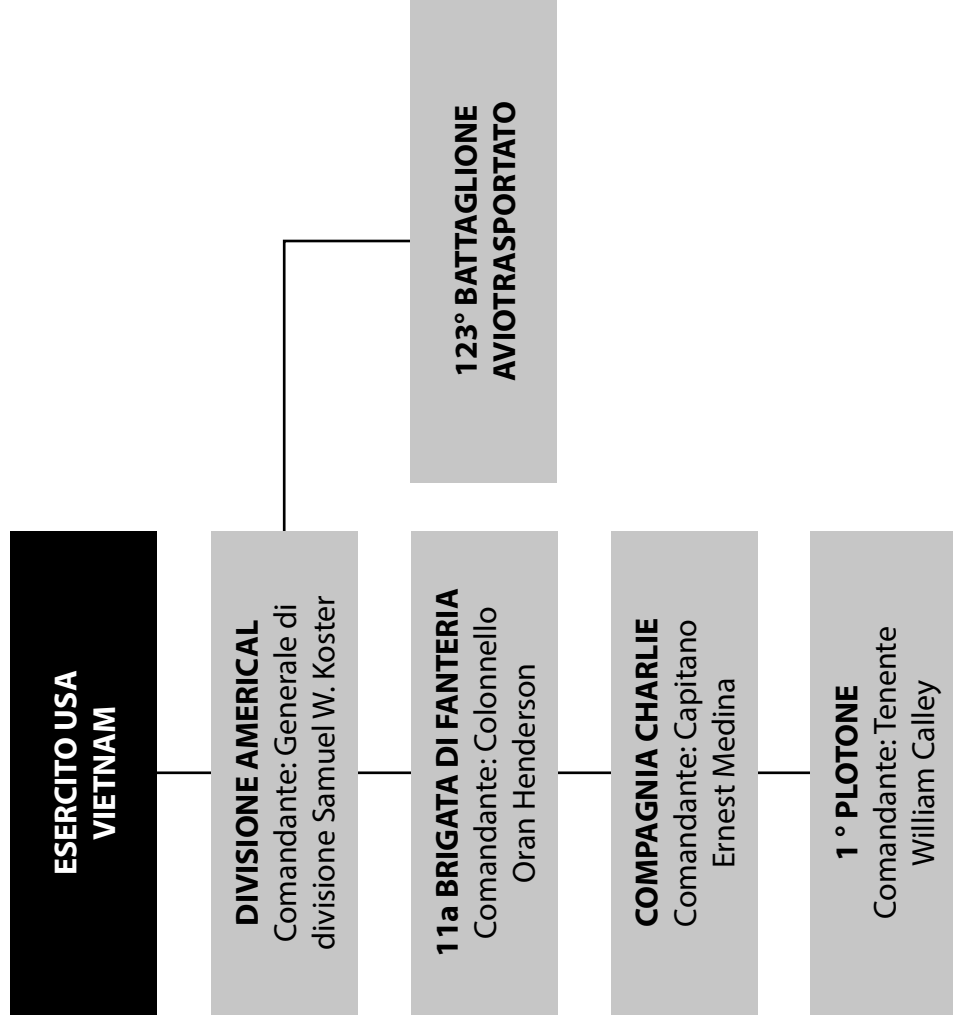 ESERCITO USA
VIETNAM
DIVISIONE AMERICAL
Comandante: Generale di
divisione Samuel W. Koster
11a BRIGATA DI FANTERIA
Comandante: Colonnello
Oran Henderson
COMPAGNIA CHARLIE
Comandante: Capitano
Ernest Medina
1 ° PLOTONE
Comandante: Tenente
William Calley
123° BATTAGLIONE
AVIOTRASPORTATO